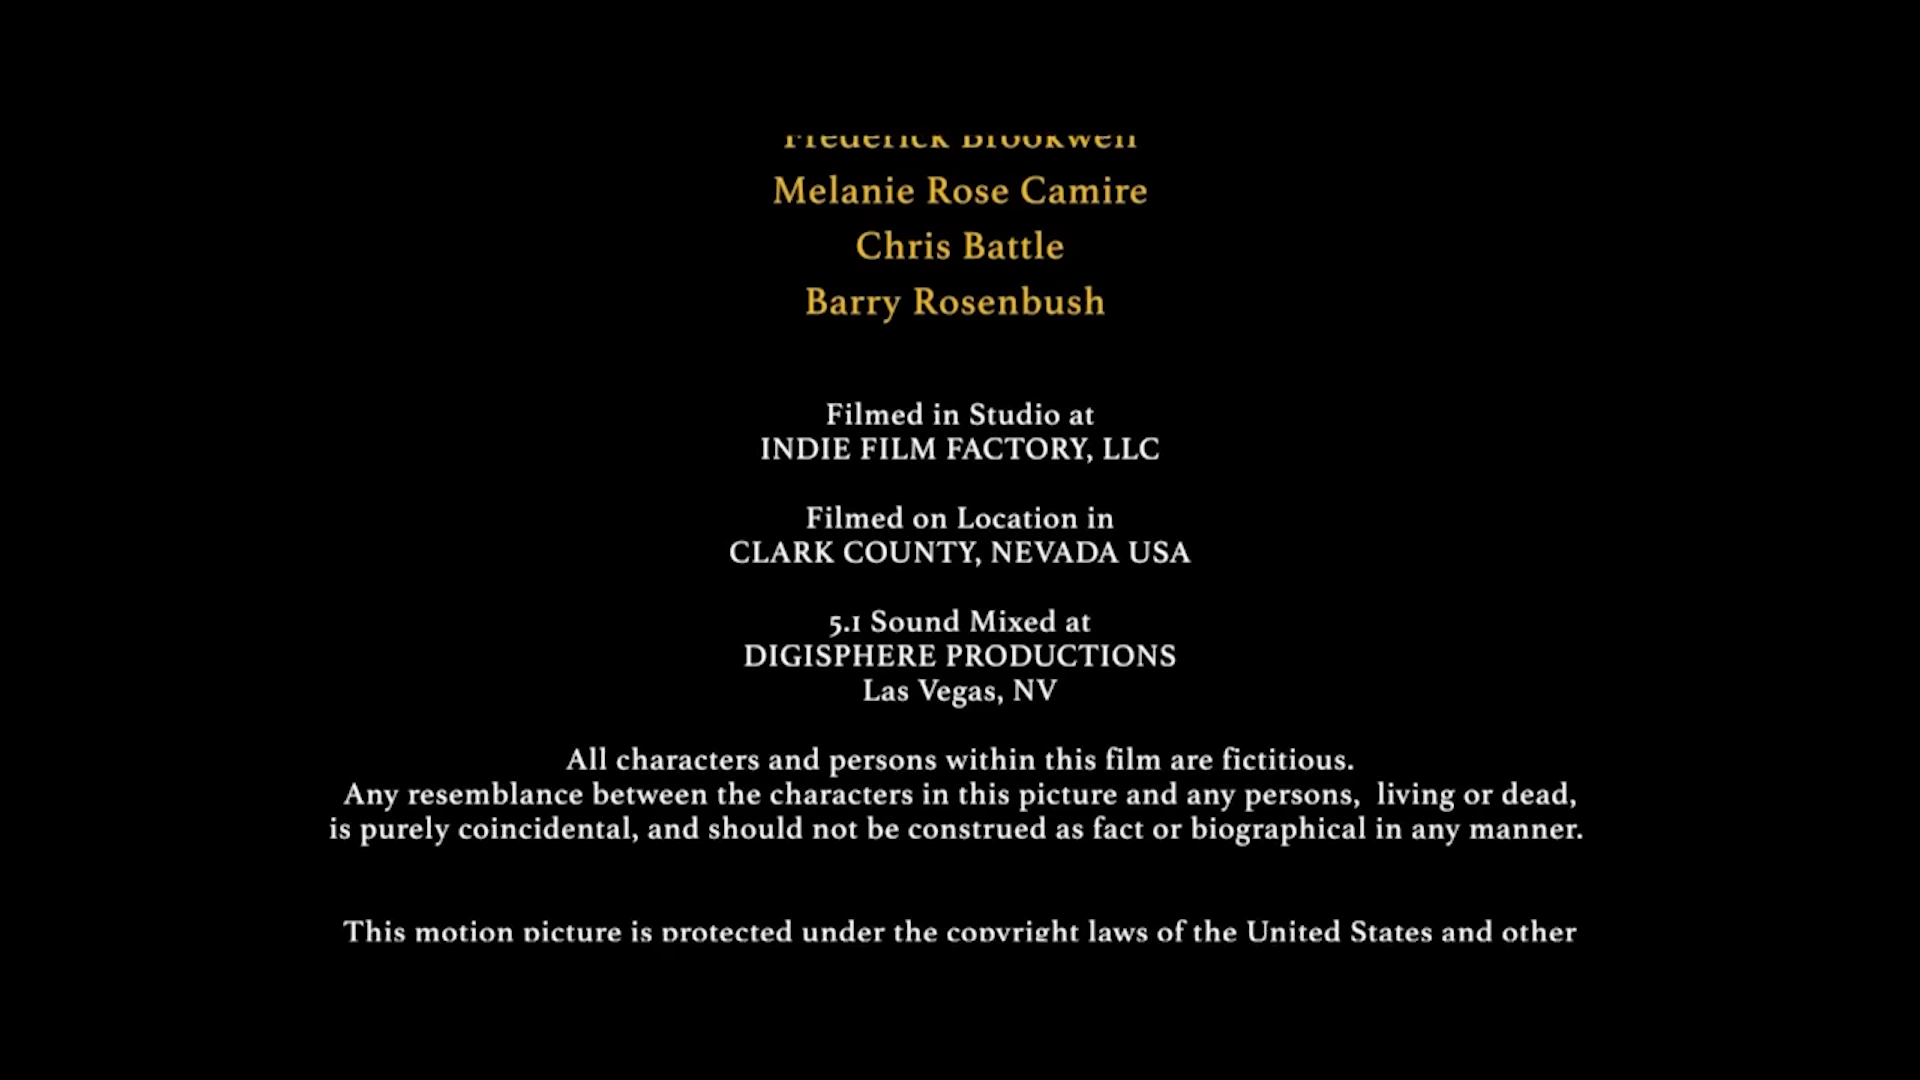 Frederick Brookwell
Melanie Rose Camire
Chris Battle
Barry Rosenbush
Filmed in Studio at
INDIE FILM FACTORY, LLC
Filmed on Location in
CLARK COUNTY, NEVADA USA
5.1 Sound Mixed at
DIGISPHERE PRODUCTIONS
Las Vegas, NV
All characters and persons within this film are fictitious.
Any resemblance between the characters in this picture and any persons,  living or dead,
is purely coincidental, and should not be construed as fact or biographical in any manner.
This motion picture is protected under the copyright laws of the United States and other